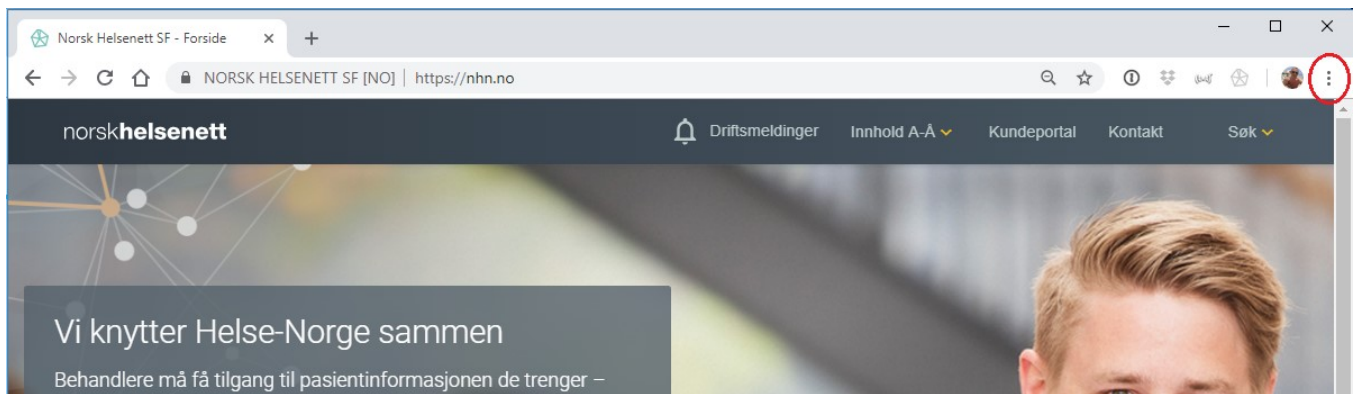 Norsk Helsenett SF - Forside
NORSK HELSENETT SF [NO] | https://nhn.no
norskhelsenett Driftsmeldinger Innhold A-Å Kundeportal Kontakt Søk
Vi knytter Helse-Norge sammen
Behandlere må få tilgang til pasientinformasjonen de trenger –